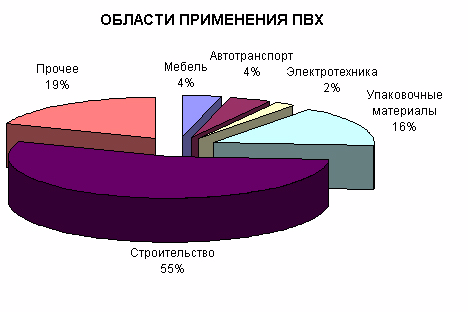 ОБЛАСТИ ПРИМЕНЕНИЯ ПВХ
Прочее
19%
Мебель
4%
Автотранспорт
4%
Электротехника
2%
Упаковочные
материалы
16%
Строительство
55%